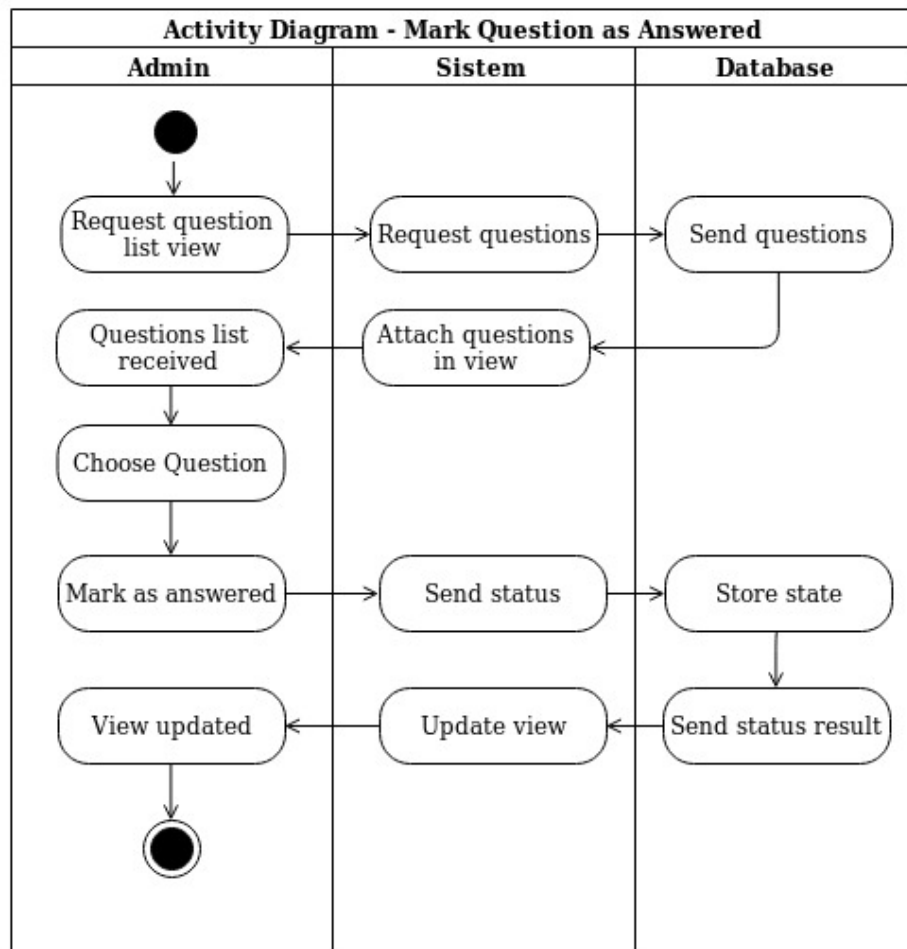 Activity Diagram - Mark Question as Answered
Admin
Sistem
Database
Request question
list view
Request questions
Send questions
Questions list
received
Attach questions
in view
Choose Question
Mark as answered
Send status
Store state
View updated
Update view
Send status result